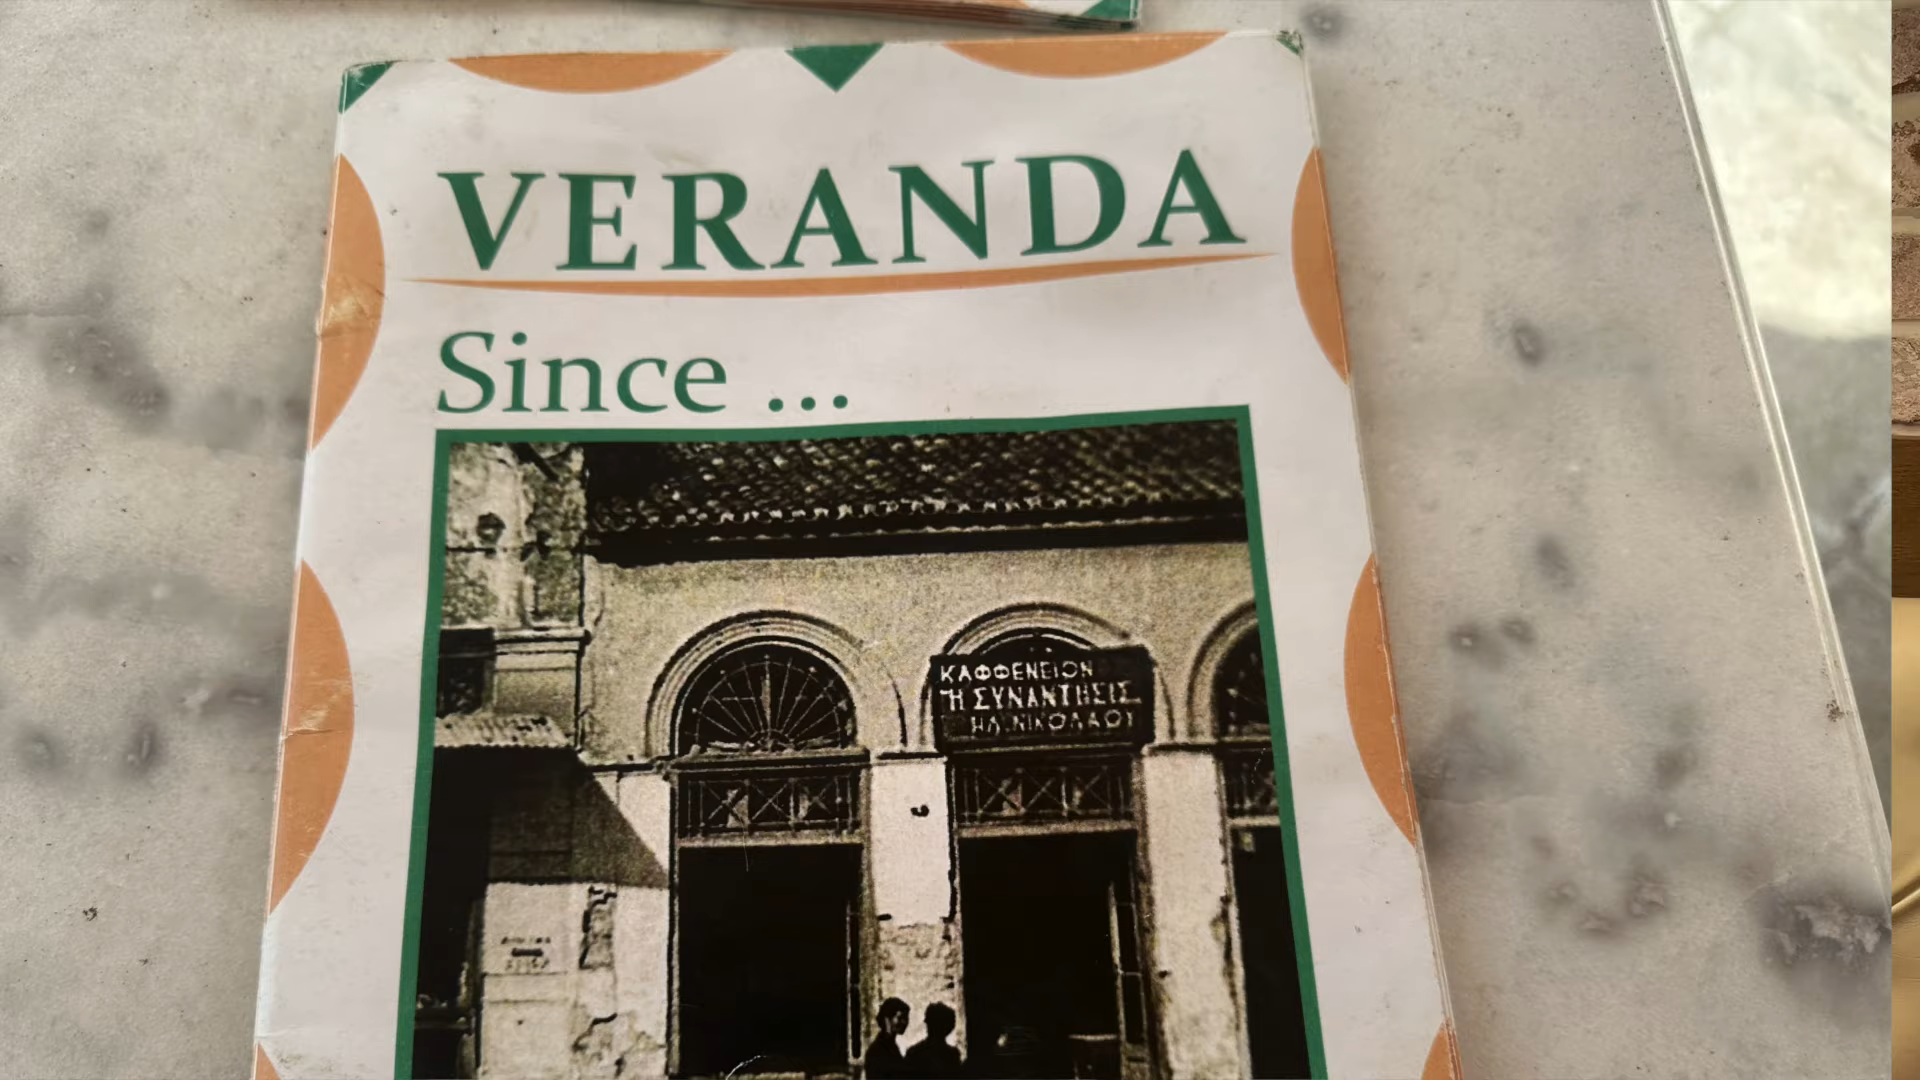 VERANDA
Since ...
ΚΑΦΦΕΝΕΙΟΝ
Ἡ ΣΥΝΑΝΤΗΣΙΣ
ΗΛ. ΝΙΚΟΛΑΟΥ